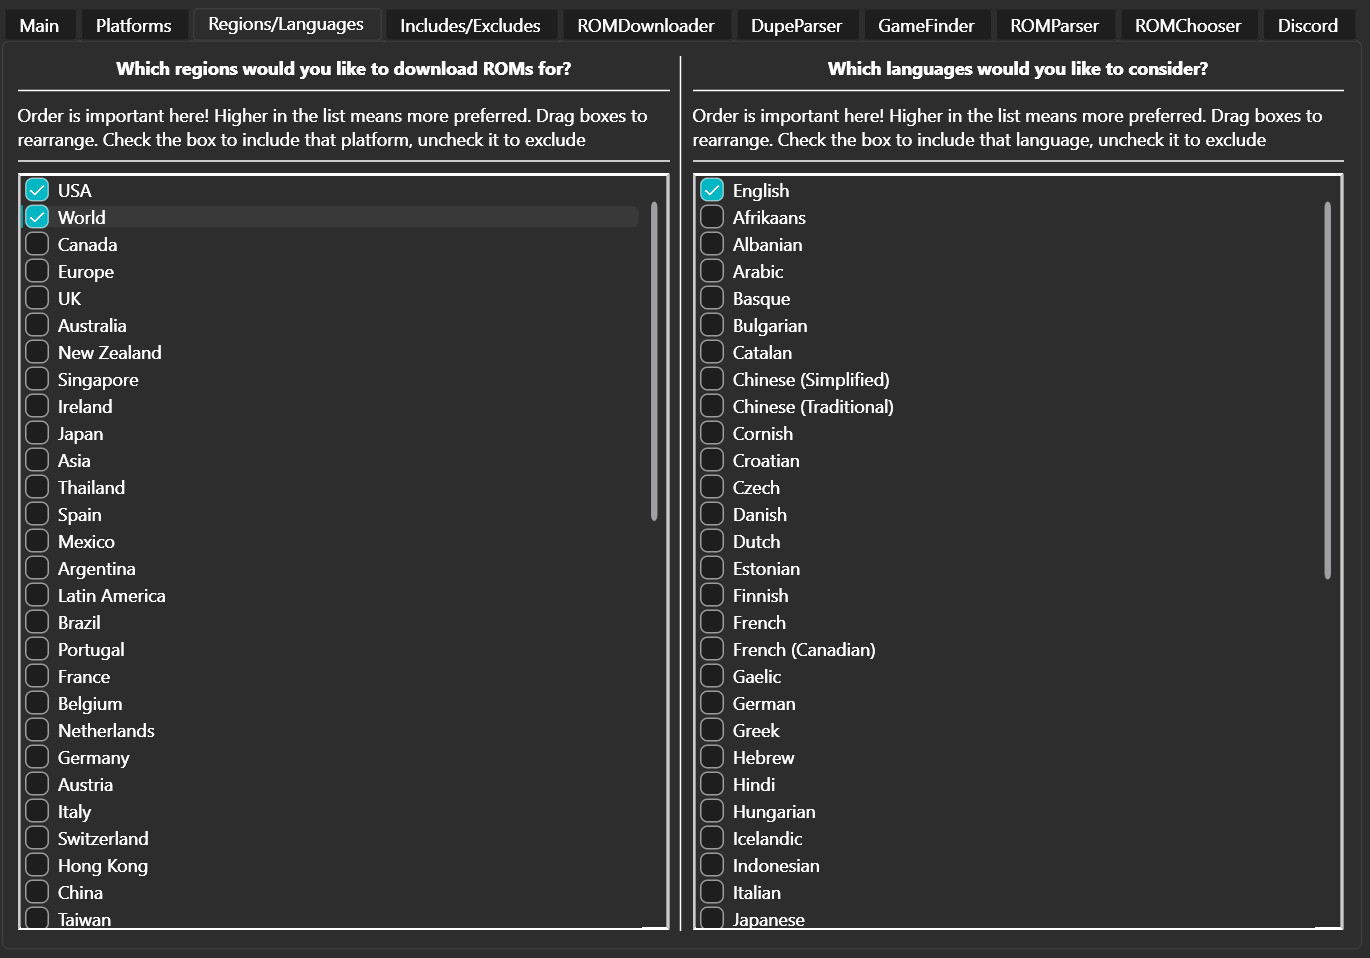 Main Platforms Regions/Languages Includes/Excludes ROMDownloader DupeParser GameFinder ROMParser ROMChooser Discord
Which regions would you like to download ROMs for?
Order is important here! Higher in the list means more preferred. Drag boxes to
rearrange. Check the box to include that platform, uncheck it to exclude
USA
World
Canada
Europe
UK
Australia
New Zealand
Singapore
Ireland
Japan
Asia
Thailand
Spain
Mexico
Argentina
Latin America
Brazil
Portugal
France
Belgium
Netherlands
Germany
Austria
Italy
Switzerland
Hong Kong
China
Taiwan
Which languages would you like to consider?
Order is important here! Higher in the list means more preferred. Drag boxes to
rearrange. Check the box to include that language, uncheck it to exclude
English
Afrikaans
Albanian
Arabic
Basque
Bulgarian
Catalan
Chinese (Simplified)
Chinese (Traditional)
Cornish
Croatian
Czech
Danish
Dutch
Estonian
Finnish
French
French (Canadian)
Gaelic
German
Greek
Hebrew
Hindi
Hungarian
Icelandic
Indonesian
Italian
Japanese